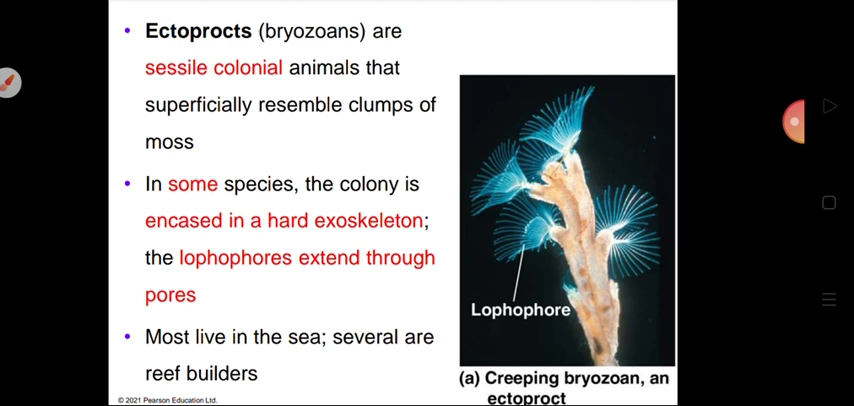 • Ectoprocts (bryozoans) are
sessile colonial animals that
superficially resemble clumps of
moss
• In some species, the colony is
encased in a hard exoskeleton;
the lophophores extend through
pores
• Most live in the sea; several are
reef builders
Lophophore
(a) Creeping bryozoan, an
ectoproct
© 2021 Pearson Education Ltd.